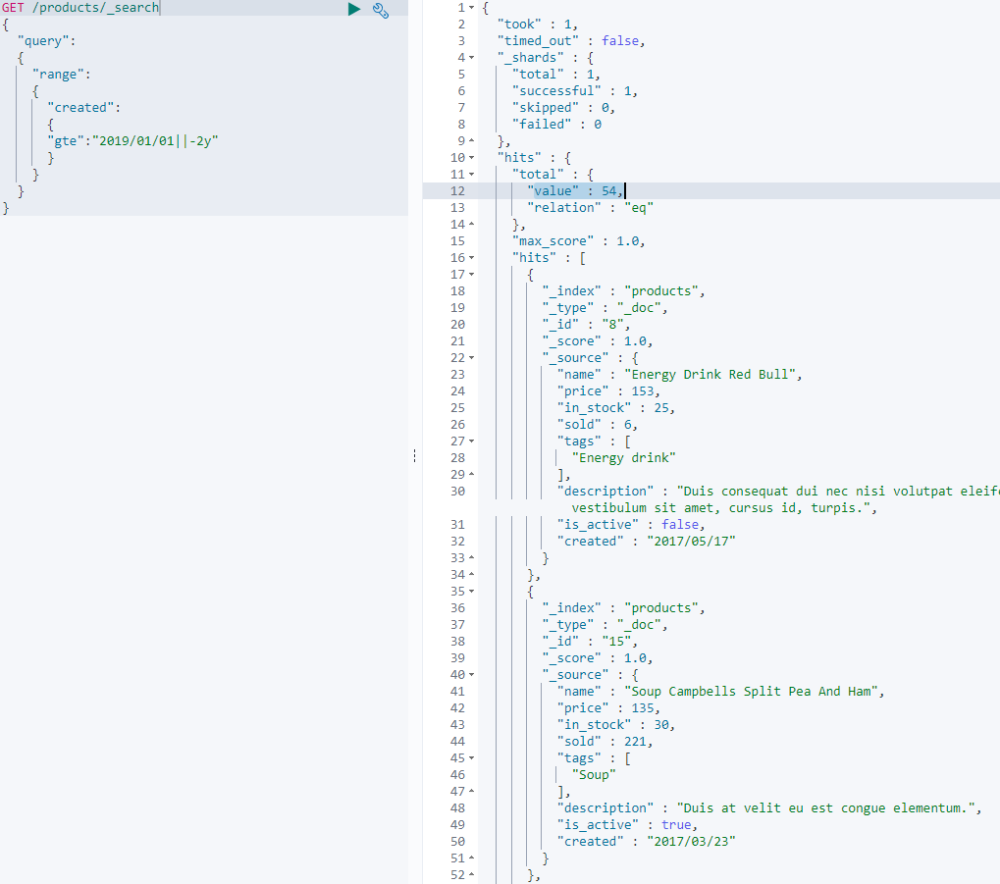 GET /products/_search
{
"query":
{
"range":
{
"created":
{
"gte":"2019/01/01||-2y"
}
}
}
}
1 {
2 "took" : 1,
3 "timed_out" : false,
4 "_shards" : {
5 "total" : 1,
6 "successful" : 1,
7 "skipped" : 0,
8 "failed" : 0
9 },
10 "hits" : {
11 "total" : {
12 "value" : 54,
13 "relation" : "eq"
14 },
15 "max_score" : 1.0,
16 "hits" : [
17 {
18 "_index" : "products",
19 "_type" : "_doc",
20 "_id" : "8",
21 "_score" : 1.0,
22 "_source" : {
23 "name" : "Energy Drink Red Bull",
24 "price" : 153,
25 "in_stock" : 25,
26 "sold" : 6,
27 "tags" : [
28 "Energy drink"
29 ],
30 "description" : "Duis consequat dui nec nisi volutpat eleife
vestibulum sit amet, cursus id, turpis.",
31 "is_active" : false,
32 "created" : "2017/05/17"
33 }
34 },
35 {
36 "_index" : "products",
37 "_type" : "_doc",
38 "_id" : "15",
39 "_score" : 1.0,
40 "_source" : {
41 "name" : "Soup Campbells Split Pea And Ham",
42 "price" : 135,
43 "in_stock" : 30,
44 "sold" : 221,
45 "tags" : [
46 "Soup"
47 ],
48 "description" : "Duis at velit eu est congue elementum.",
49 "is_active" : true,
50 "created" : "2017/03/23"
51 }
52 },